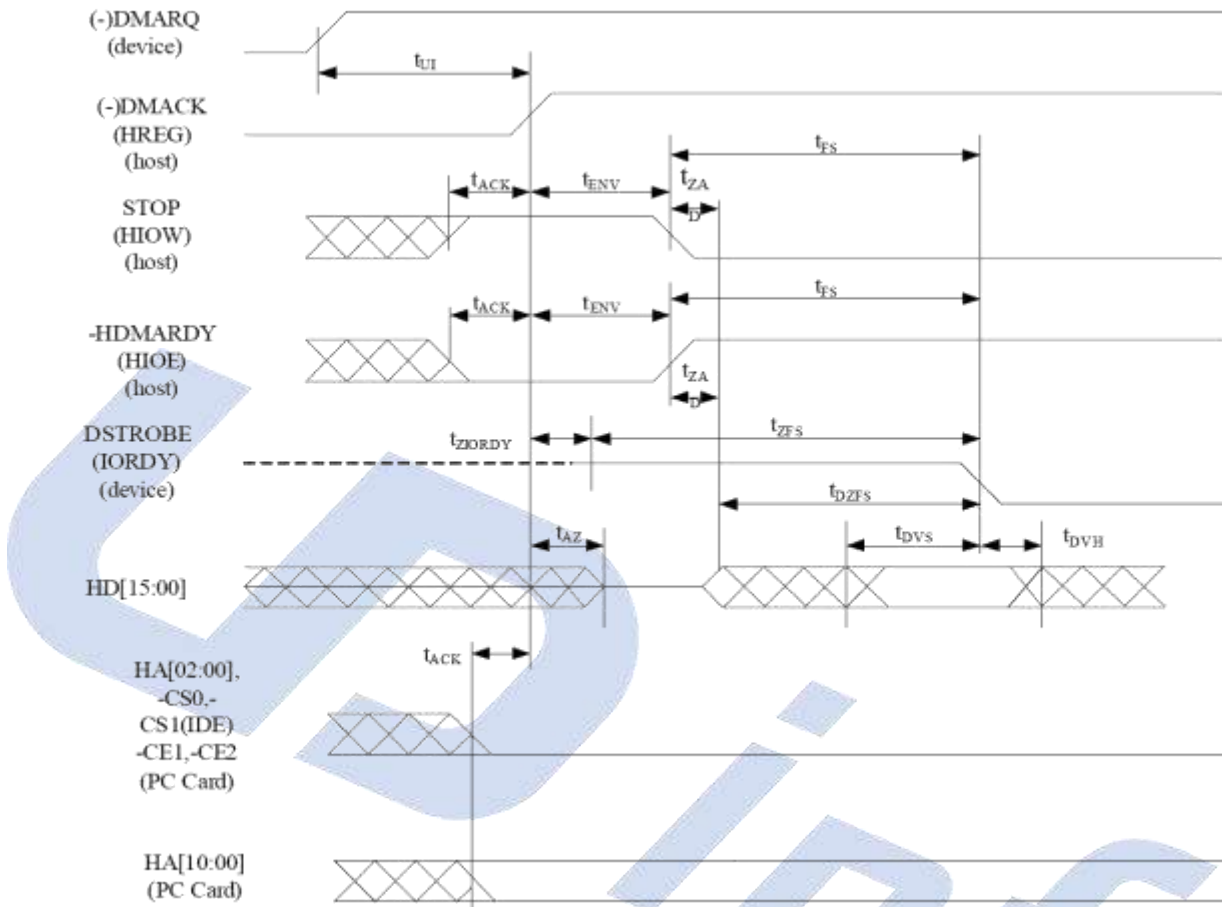 (-)DMARQ
(device)
tUI
(-)DMACK
(HREG)
(host)
tFS
tACK
tENV
tZA
D
STOP
(HIOW)
(host)
tFS
tACK
tENV
-HDMARDY
(HIOE)
(host)
tZA
D
DSTROBE
(IORDY)
(device)
tZIORDY
tZFS
tDZFS
tAZ
tDVS
tDVH
HD[15:00]
tACK
HA[02:00],
-CS0,-
CS1(IDE)
-CE1,-CE2
(PC Card)
HA[10:00]
(PC Card)